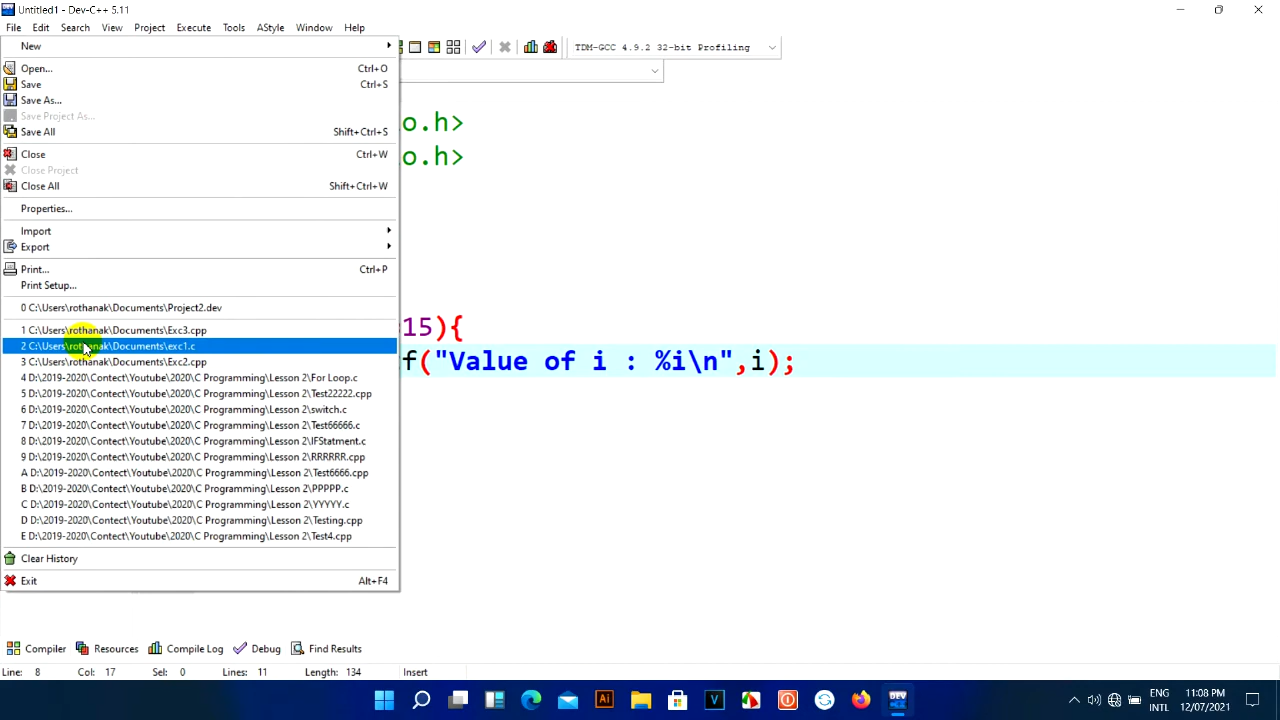 Untitled1 - Dev-C++ 5.11
File Edit Search View Project Execute Tools AStyle Window Help
New
TDM-GCC 4.9.2 32-bit Profiling
Open... Ctrl+O
Save Ctrl+S
Save As...
Save Project As...
Save All Shift+Ctrl+S
Close Ctrl+W
Close Project
Close All Shift+Ctrl+W
Properties...
Import
Export
Print... Ctrl+P
Print Setup...
0 C:\Users\rothanak\Documents\Project2.dev
1 C:\Users\rothanak\Documents\Exc3.cpp
2 C:\Users\rothanak\Documents\exc1.c
3 C:\Users\rothanak\Documents\Exc2.cpp
4 D:\2019-2020\Contect\Youtube\2020\C Programming\Lesson 2\For Loop.c
5 D:\2019-2020\Contect\Youtube\2020\C Programming\Lesson 2\Test22222.cpp
6 D:\2019-2020\Contect\Youtube\2020\C Programming\Lesson 2\switch.c
7 D:\2019-2020\Contect\Youtube\2020\C Programming\Lesson 2\Test66666.c
8 D:\2019-2020\Contect\Youtube\2020\C Programming\Lesson 2\IFStatment.c
9 D:\2019-2020\Contect\Youtube\2020\C Programming\Lesson 2\RRRRRR.cpp
A D:\2019-2020\Contect\Youtube\2020\C Programming\Lesson 2\Test6666.cpp
B D:\2019-2020\Contect\Youtube\2020\C Programming\Lesson 2\PPPPP.c
C D:\2019-2020\Contect\Youtube\2020\C Programming\Lesson 2\YYYYY.c
D D:\2019-2020\Contect\Youtube\2020\C Programming\Lesson 2\Testing.cpp
E D:\2019-2020\Contect\Youtube\2020\C Programming\Lesson 2\Test4.cpp
Clear History
Exit Alt+F4
o.h>
o.h>
15){
f("Value of i : %i\n",i);
Compiler Resources Compile Log Debug Find Results
Line: 8 Col: 17 Sel: 0 Lines: 11 Length: 134 Insert
Ai V DEV
ENG 11:08 PM
INTL 12/07/2021